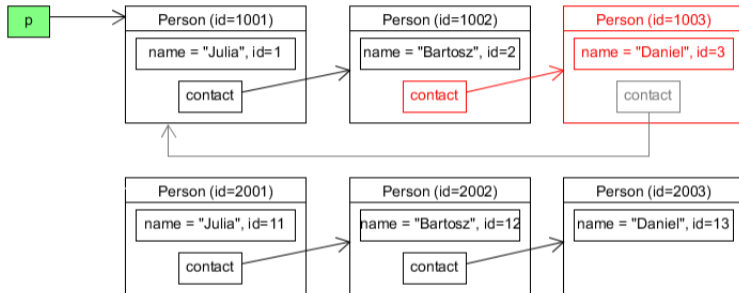 p
Person (id=1001)
Person (id=1002)
Person (id=1003)
name = "Julia", id=1
name = "Bartosz", id=2
name = "Daniel", id=3
contact
contact
contact
Person (id=2001)
Person (id=2002)
Person (id=2003)
name = "Julia", id=11
name = "Bartosz", id=12
name = "Daniel", id=13
contact
contact